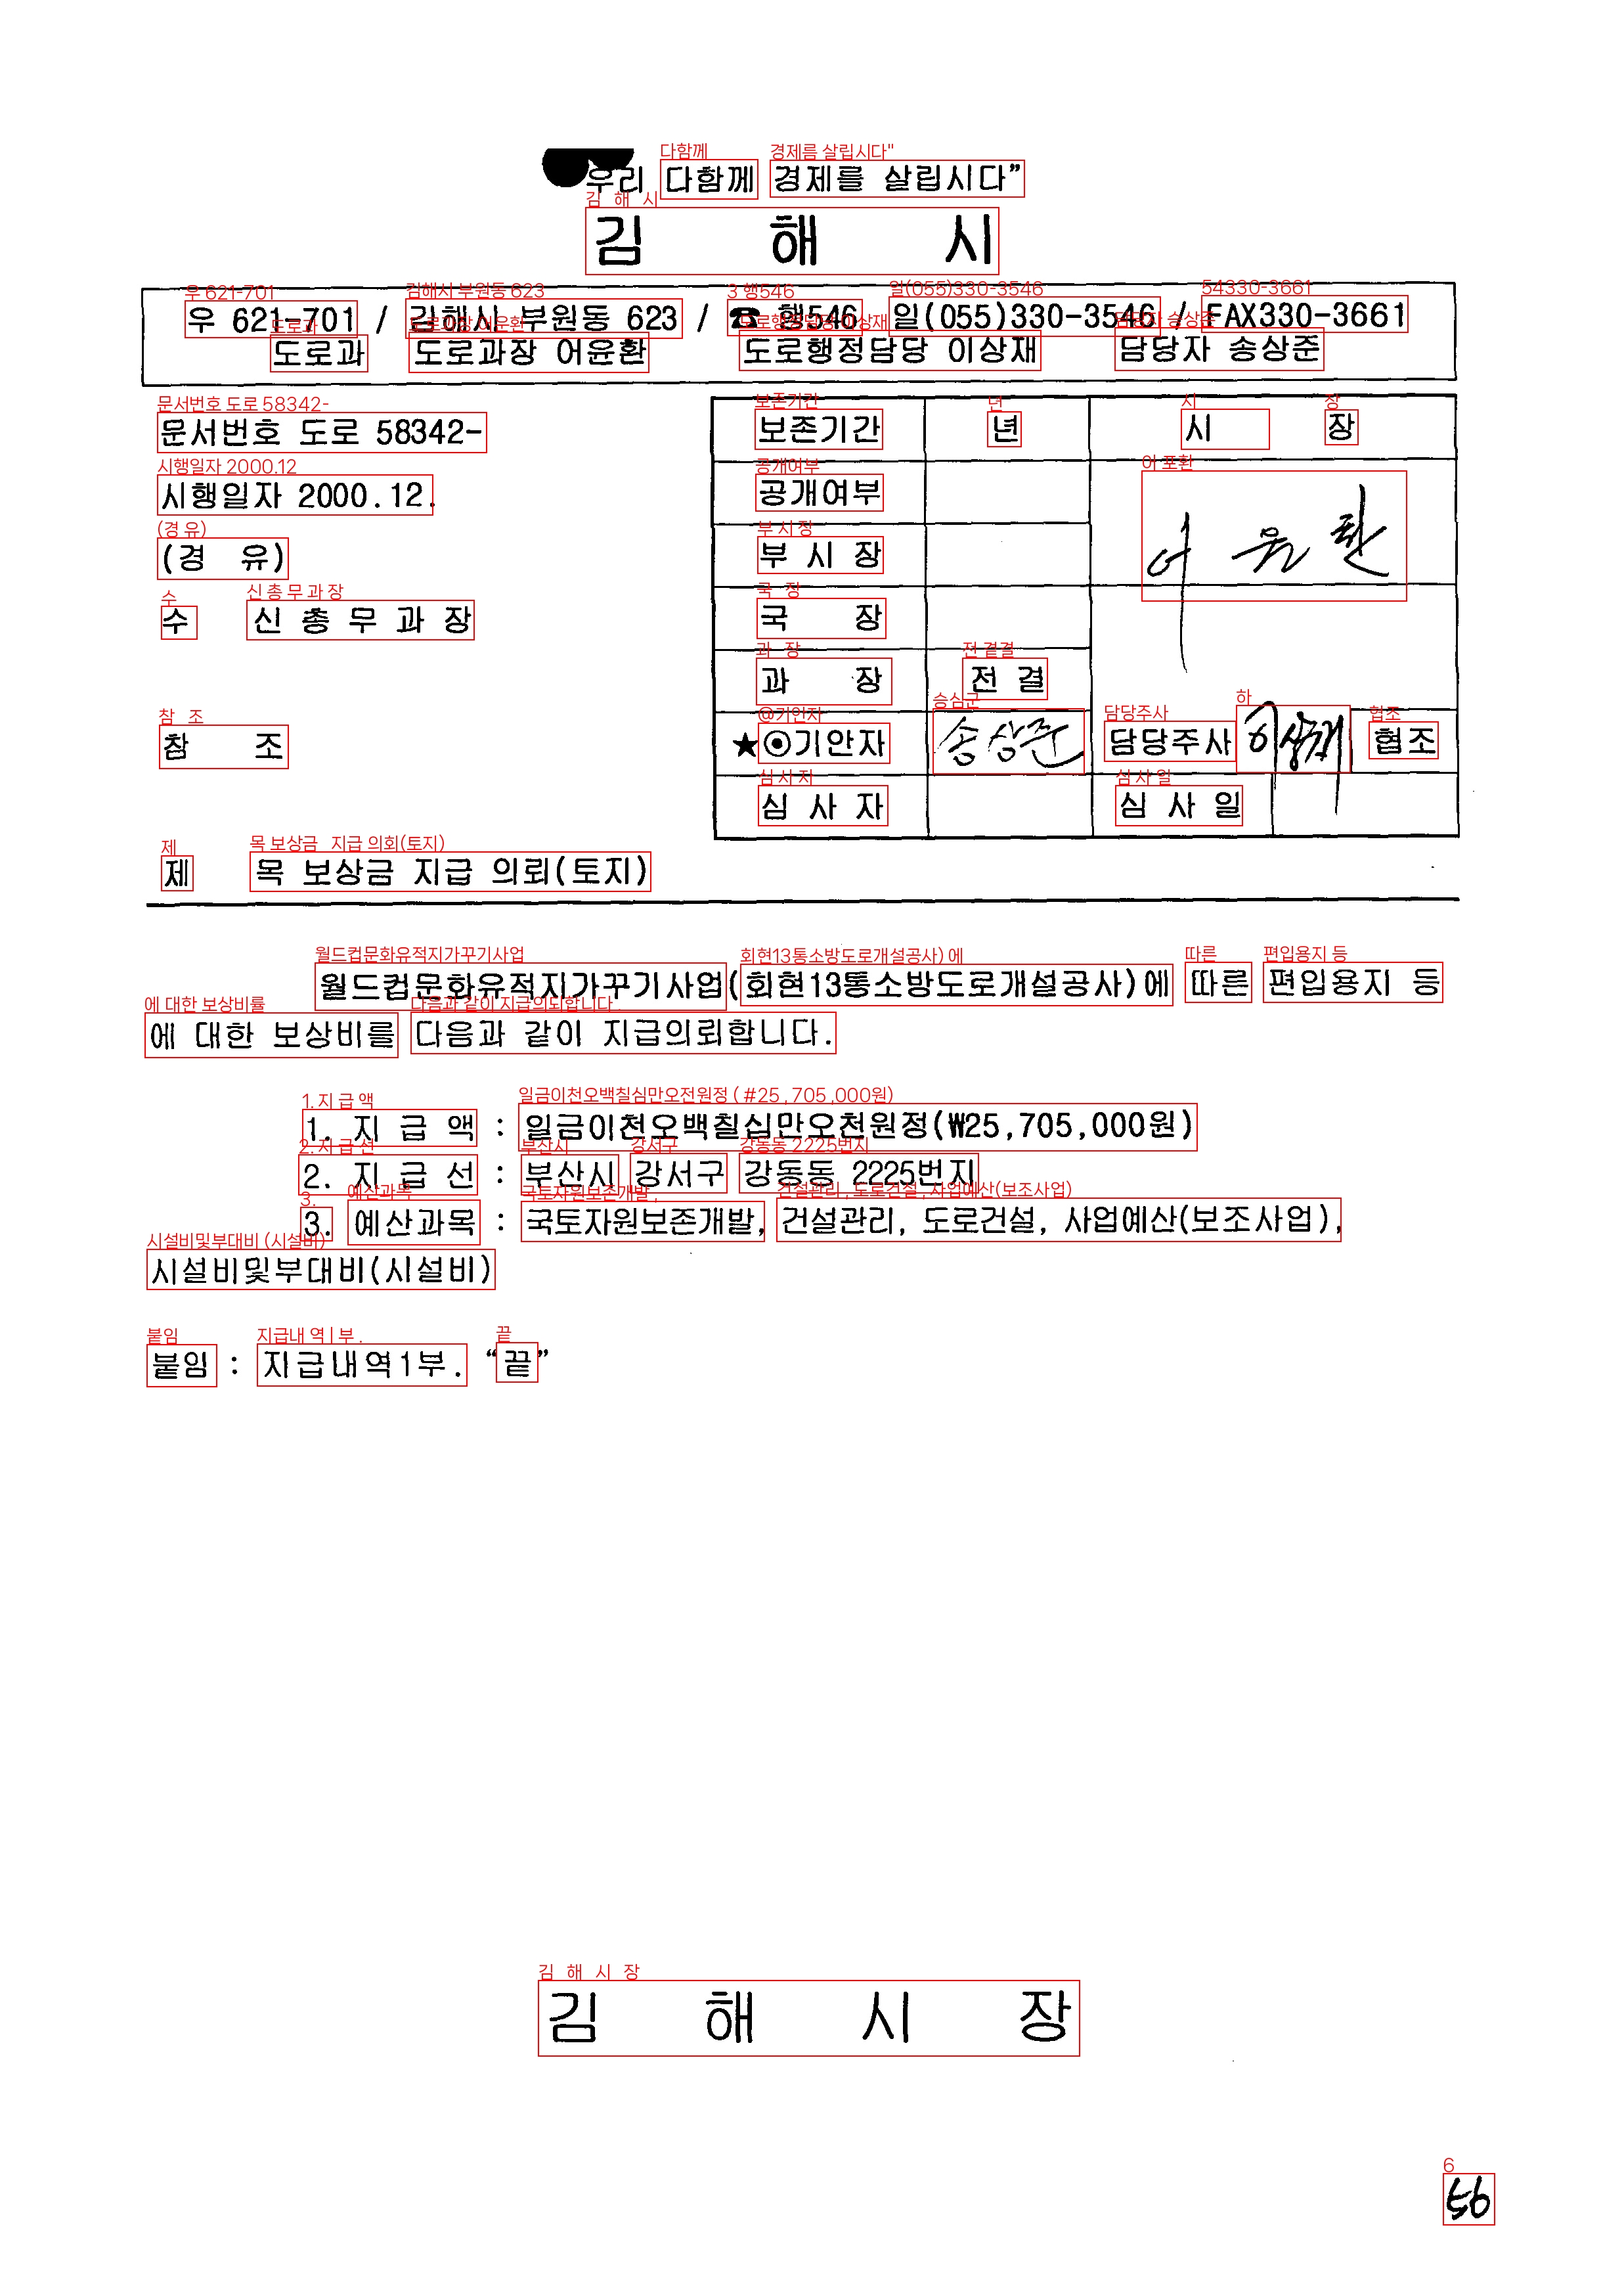 우리 다함께 경제를 살립시다”
김 해 시
우 621-701 / 김해시 부원동 623 / ☎ 행546 일(055)330-3546 / FAX330-3661
도로과 도로과장 어윤환 도로행정담당 이상재 담당자 송상준
문서번호 도로 58342-
시행일자 2000.12.
(경 유)
수 신 총 무 과 장
참 조
보존기간 년 시 장
공개여부
부 시 장 어윤환
국 장
과 장 전 결
★◉기안자 송상준 담당주사 이상재 협조
심 사 자 심 사 일
제 목 보상금 지급 의뢰(토지)
월드컵문화유적지가꾸기사업(회현13통소방도로개설공사)에 따른 편입용지 등
에 대한 보상비를 다음과 같이 지급의뢰합니다.
1. 지 급 액 : 일금이천오백칠십만오천원정(₩25,705,000원)
2. 지 급 선 : 부산시 강서구 강동동 2225번지
3. 예산과목 : 국토자원보존개발, 건설관리, 도로건설, 사업예산(보조사업),
시설비및부대비(시설비)
붙임 : 지급내역1부. “끝”
김 해 시 장
56